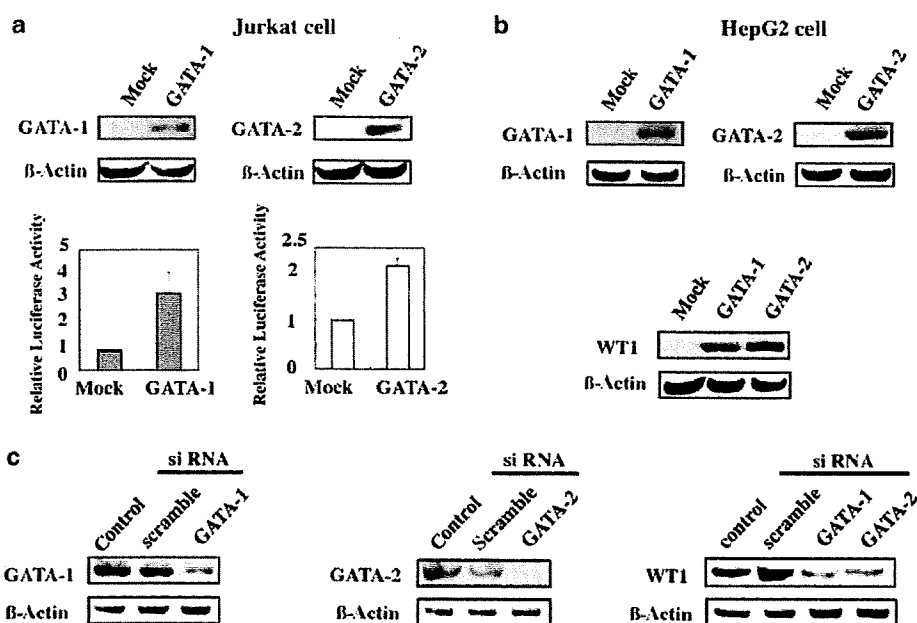 a
Jurkat cell
Mock
GATA-1
GATA-1
ß-Actin
Mock
GATA-2
GATA-2
ß-Actin
Relative Luciferase Activity
5
4
3
2
1
0
Mock
GATA-1
Relative Luciferase Activity
2.5
2
1
0
Mock
GATA-2
b
HepG2 cell
Mock
GATA-1
GATA-1
ß-Actin
Mock
GATA-2
GATA-2
ß-Actin
Mock
GATA-1
GATA-2
WT1
ß-Actin
c
si RNA
Control
scramble
GATA-1
GATA-1
ß-Actin
si RNA
Control
Scramble
GATA-2
GATA-2
ß-Actin
si RNA
control
scramble
GATA-1
GATA-2
WT1
ß-Actin